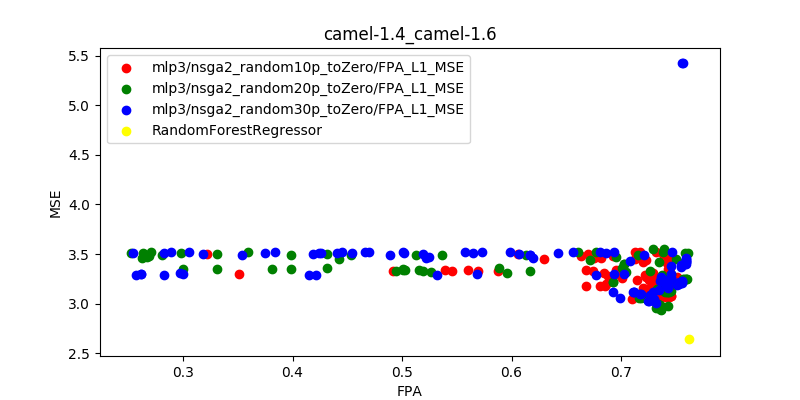 camel-1.4_camel-1.6
5.5
5.0
4.5
4.0
3.5
3.0
2.5
MSE
mlp3/nsga2_random10p_toZero/FPA_L1_MSE
mlp3/nsga2_random20p_toZero/FPA_L1_MSE
mlp3/nsga2_random30p_toZero/FPA_L1_MSE
RandomForestRegressor
0.3 0.4 0.5 0.6 0.7
FPA